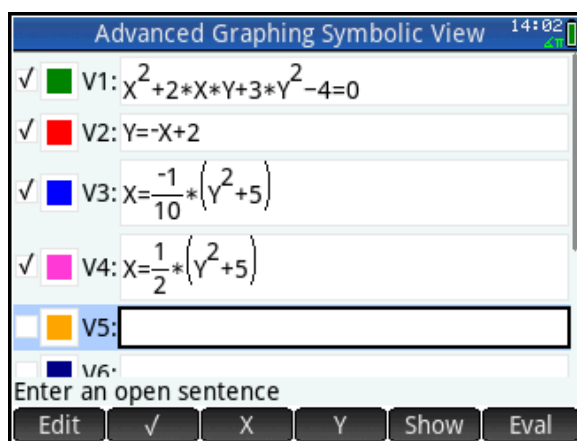 Advanced Graphing Symbolic View 14:02
∠π
√ V1: X²+2*X*Y+3*Y²-4=0
√ V2: Y=-X+2
√ V3: X=-1/10*(Y²+5)
√ V4: X=1/2*(Y²+5)
V5:
V6:
Enter an open sentence
Edit √ X Y Show Eval